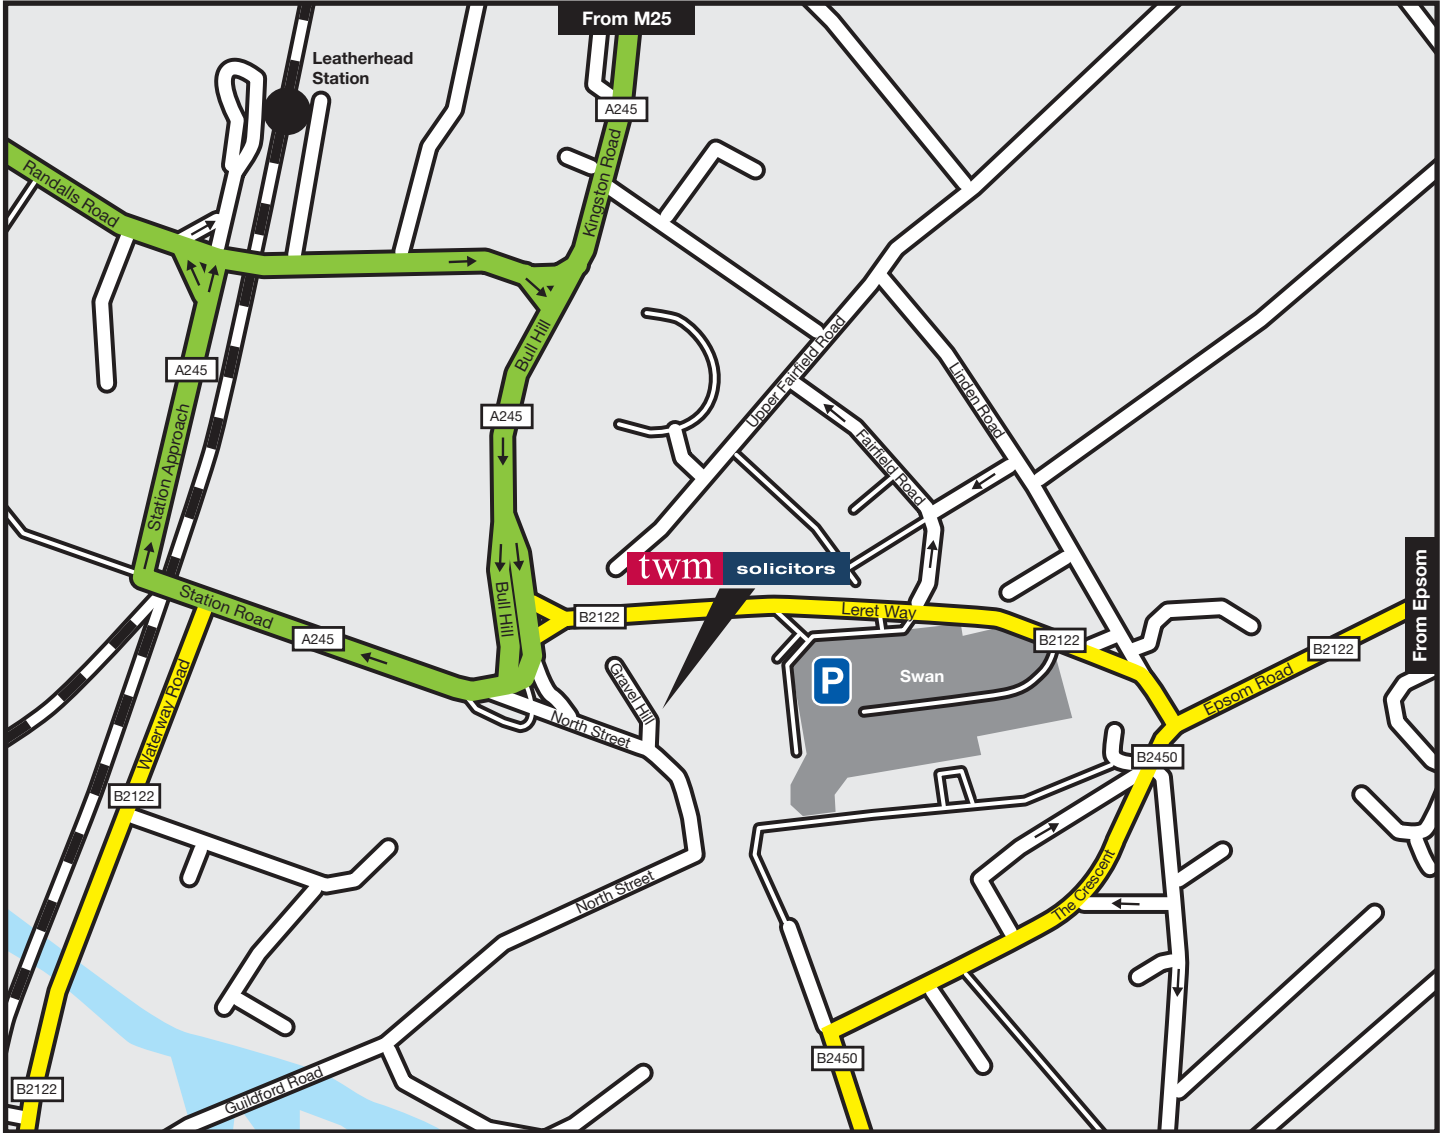 From M25
Leatherhead
Station
A245
Kingston Road
Randalls Road
Bull Hill
Upper Fairfield Road
A245
Linden Road
A245
Station Approach
Fairfield Road
twm solicitors
From Epsom
Station Road
Bull Hill
B2122
Leret Way
A245
B2122
B2122
Epsom Road
P
Swan
Gravel Hill
Waterway Road
North Street
B2450
B2122
The Crescent
North Street
B2450
Guildford Road
B2122